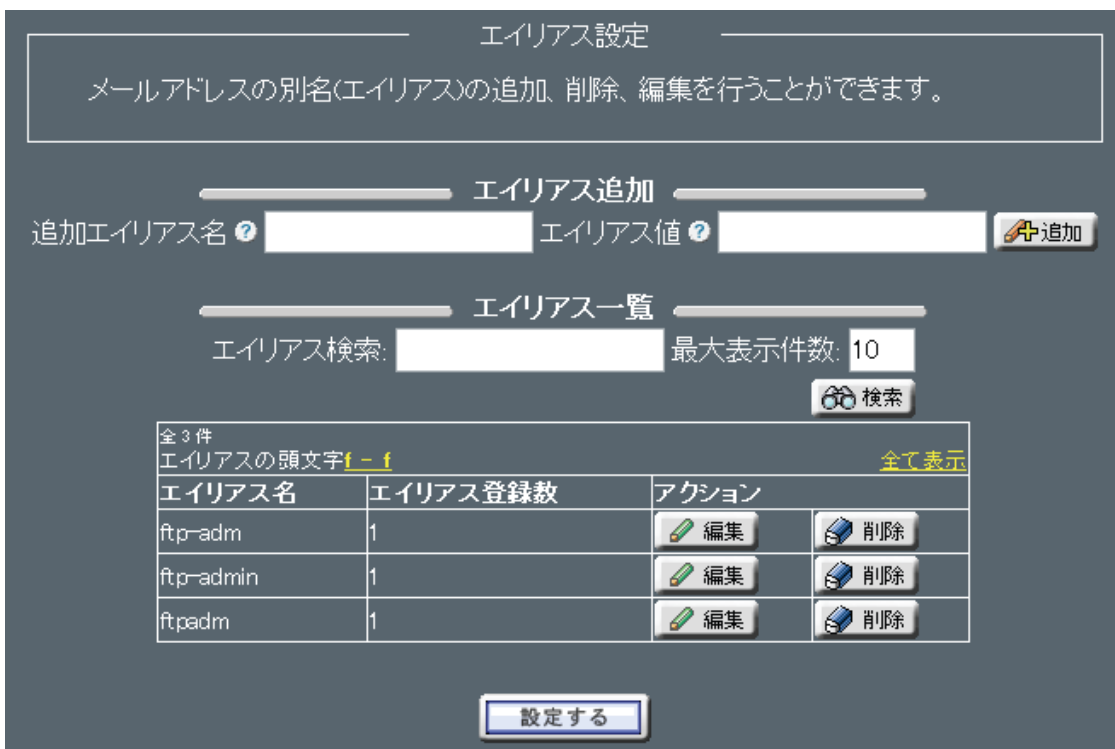 エイリアス設定
メールアドレスの別名(エイリアス)の追加、削除、編集を行うことができます。
エイリアス追加
追加エイリアス名 ? エイリアス値 ? 追加
エイリアス一覧
エイリアス検索: 最大表示件数: 10
検索
全3件
エイリアスの頭文字f - f 全て表示
エイリアス名 エイリアス登録数 アクション
ftp-adm 1 編集 削除
ftp-admin 1 編集 削除
ftpadm 1 編集 削除
設定する